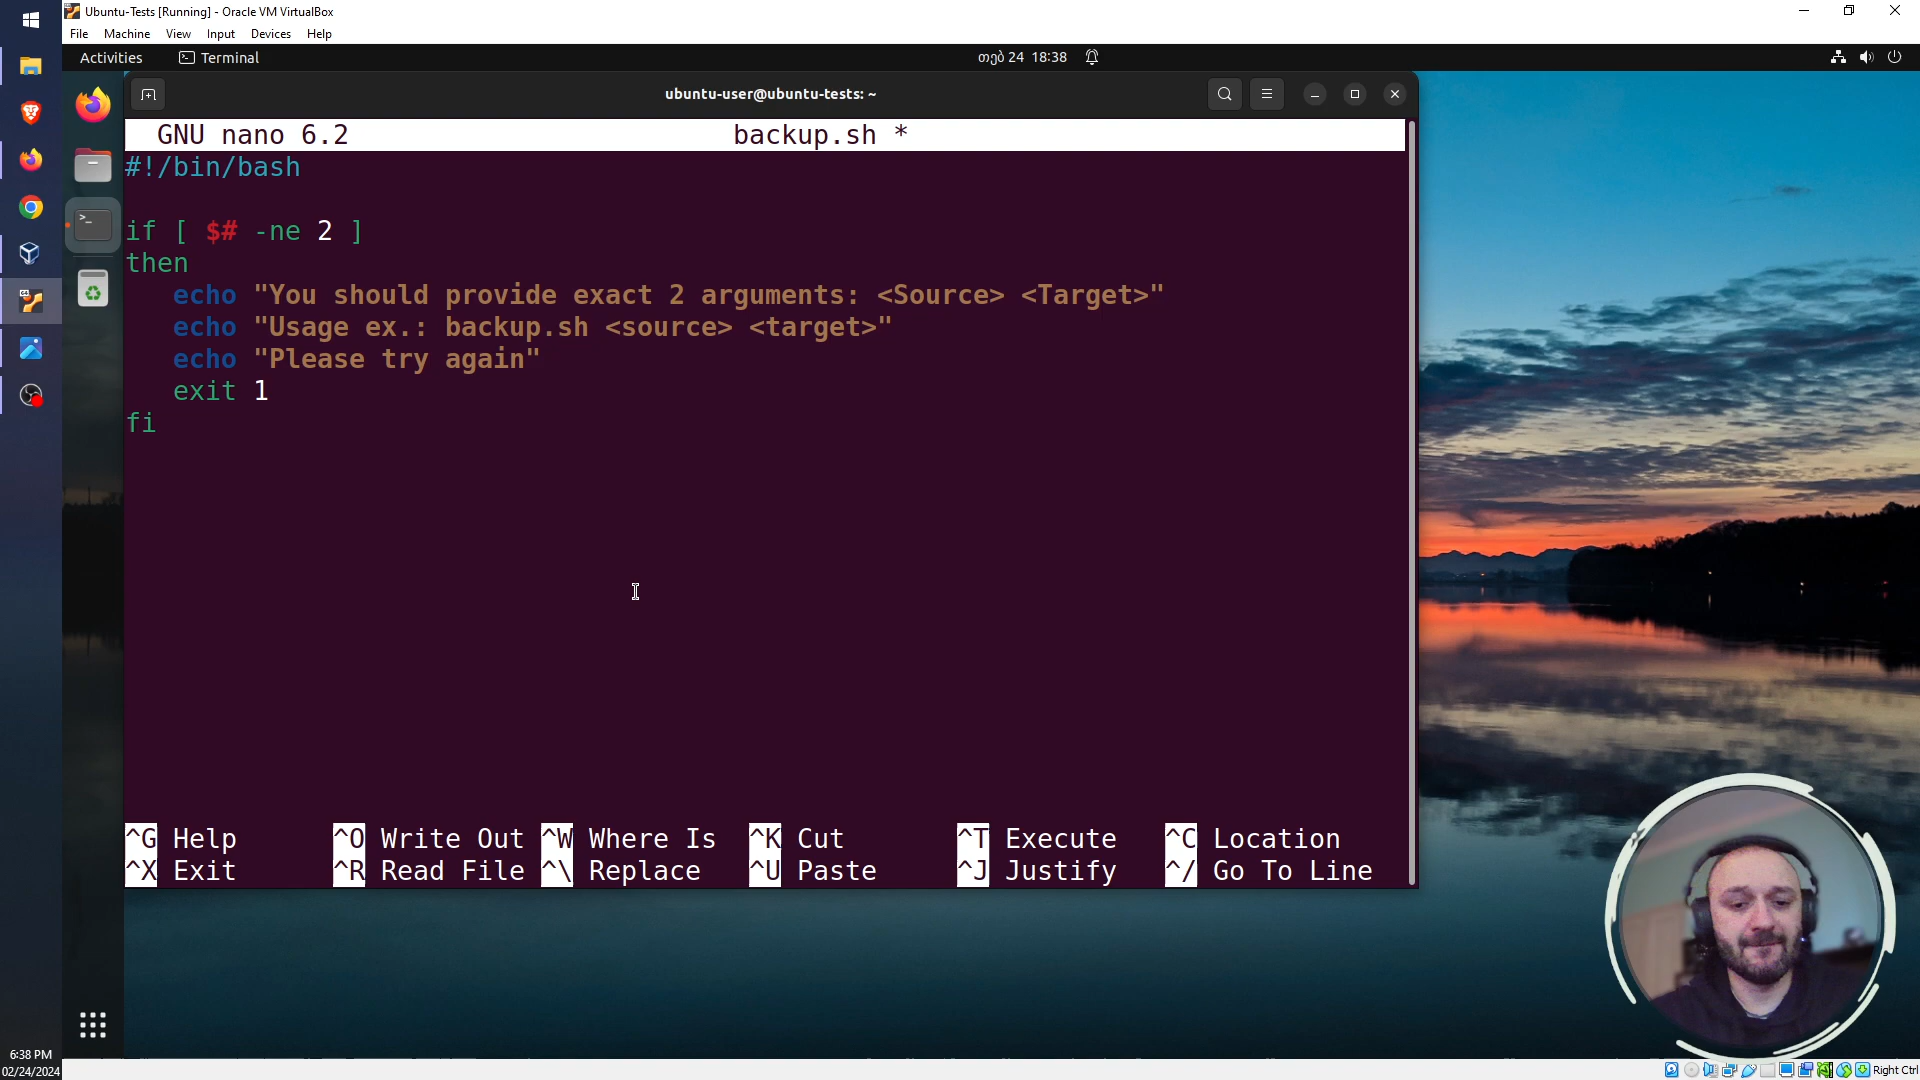 Ubuntu-Tests [Running] - Oracle VM VirtualBox
File Machine View Input Devices Help
Activities Terminal თებ 24 18:38
ubuntu-user@ubuntu-tests: ~
GNU nano 6.2 backup.sh *
#!/bin/bash
if [ $# -ne 2 ]
then
echo "You should provide exact 2 arguments: <Source> <Target>"
echo "Usage ex.: backup.sh <source> <target>"
echo "Please try again"
exit 1
fi
^G Help ^O Write Out ^W Where Is ^K Cut ^T Execute ^C Location
^X Exit ^R Read File ^\ Replace ^U Paste ^J Justify ^/ Go To Line
6:38 PM
02/24/2024
Right Ctrl